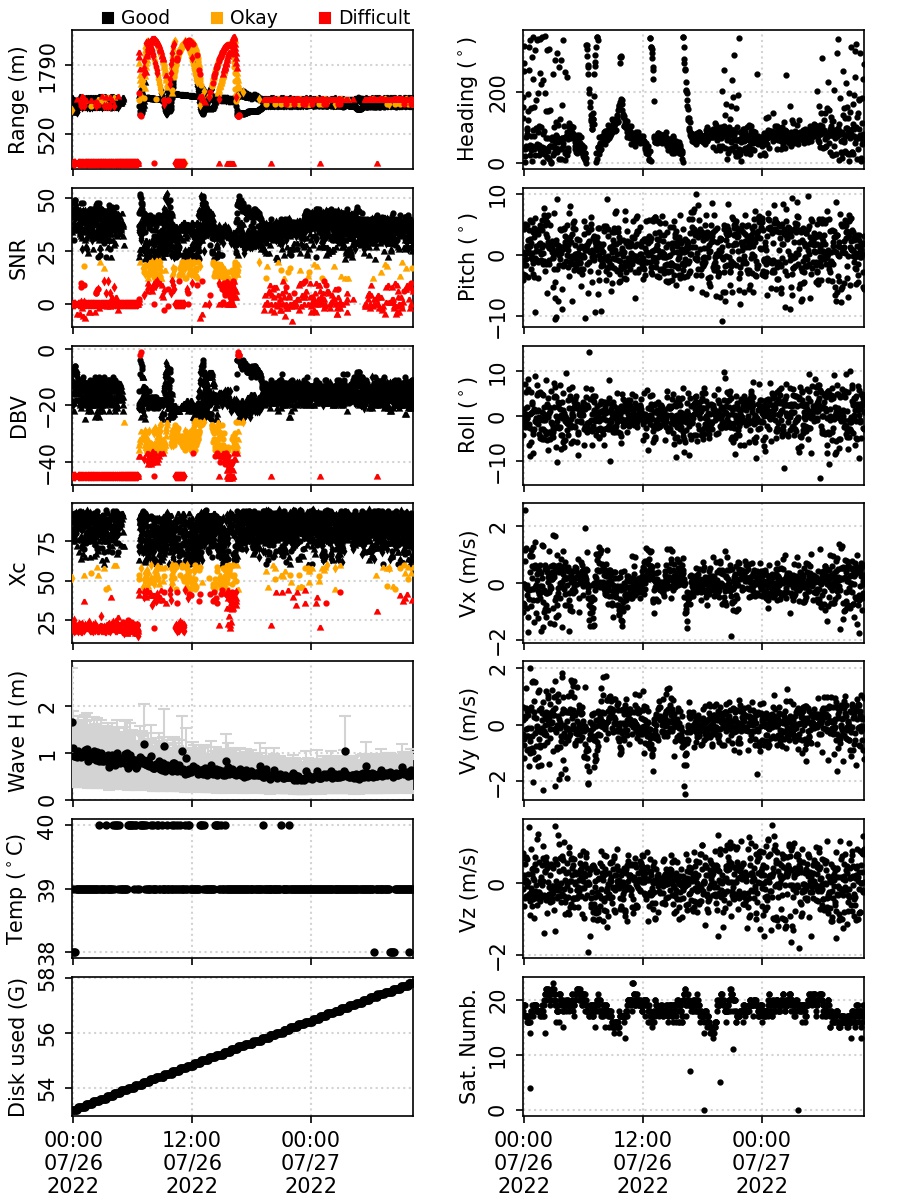 Good Okay Difficult
Range (m)
1790
520
Heading (°)
200
0
SNR
50
25
0
Pitch (°)
10
0
−10
DBV
0
−20
−40
Roll (°)
10
0
−10
Xc
75
50
25
Vx (m/s)
2
0
−2
Wave H (m)
2
1
0
Vy (m/s)
2
0
−2
Temp (°C)
40
39
38
Vz (m/s)
0
−2
Disk used (G)
58
56
54
Sat. Numb.
20
10
0
00:00 12:00 00:00
07/26 07/26 07/27
2022 2022 2022
00:00 12:00 00:00
07/26 07/26 07/27
2022 2022 2022